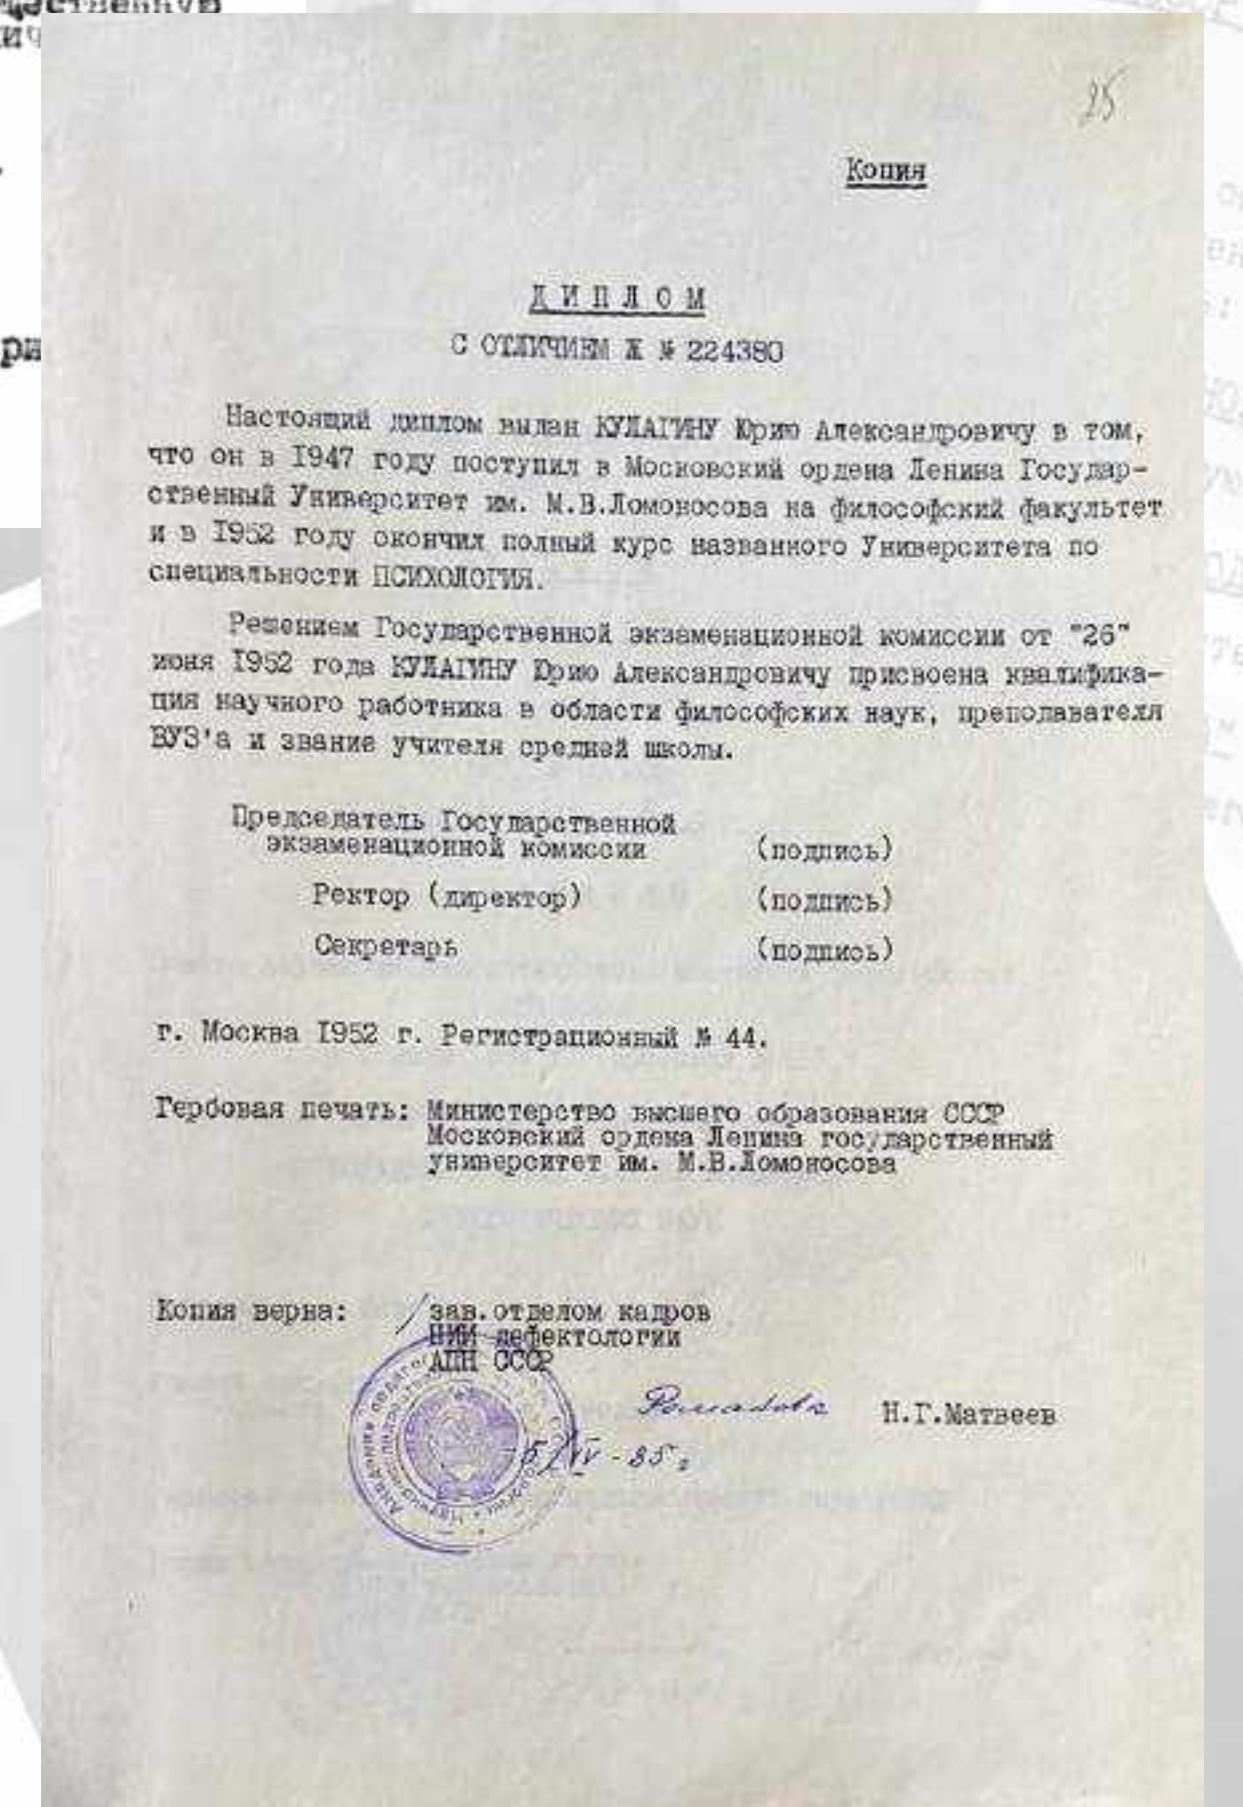 25
Копия
ДИПЛОМ
С ОТЛИЧИЕМ Ж № 224380
Настоящий диплом выдан КУЛАГИНУ Юрию Александровичу в том,
что он в 1947 году поступил в Московский ордена Ленина Государ-
ственный Университет им. М.В.Ломоносова на философский факультет
и в 1952 году окончил полный курс названного Университета по
специальности ПСИХОЛОГИЯ.
Решением Государственной экзаменационной комиссии от "26"
июня 1952 года КУЛАГИНУ Юрию Александровичу присвоена квалифика-
ция научного работника в области философских наук, преподавателя
ВУЗ'а и звание учителя средней школы.
Председатель Государственной
экзаменационной комиссии (подпись)
Ректор (директор) (подпись)
Секретарь (подпись)
г. Москва 1952 г. Регистрационный № 44.
Гербовая печать: Министерство высшего образования СССР
Московский ордена Ленина государственный
университет им. М.В.Ломоносова
Копия верна: зав.отделом кадров
НИИ дефектологии
АПН СССР
Н.Г.Матвеев
5/IV-85г